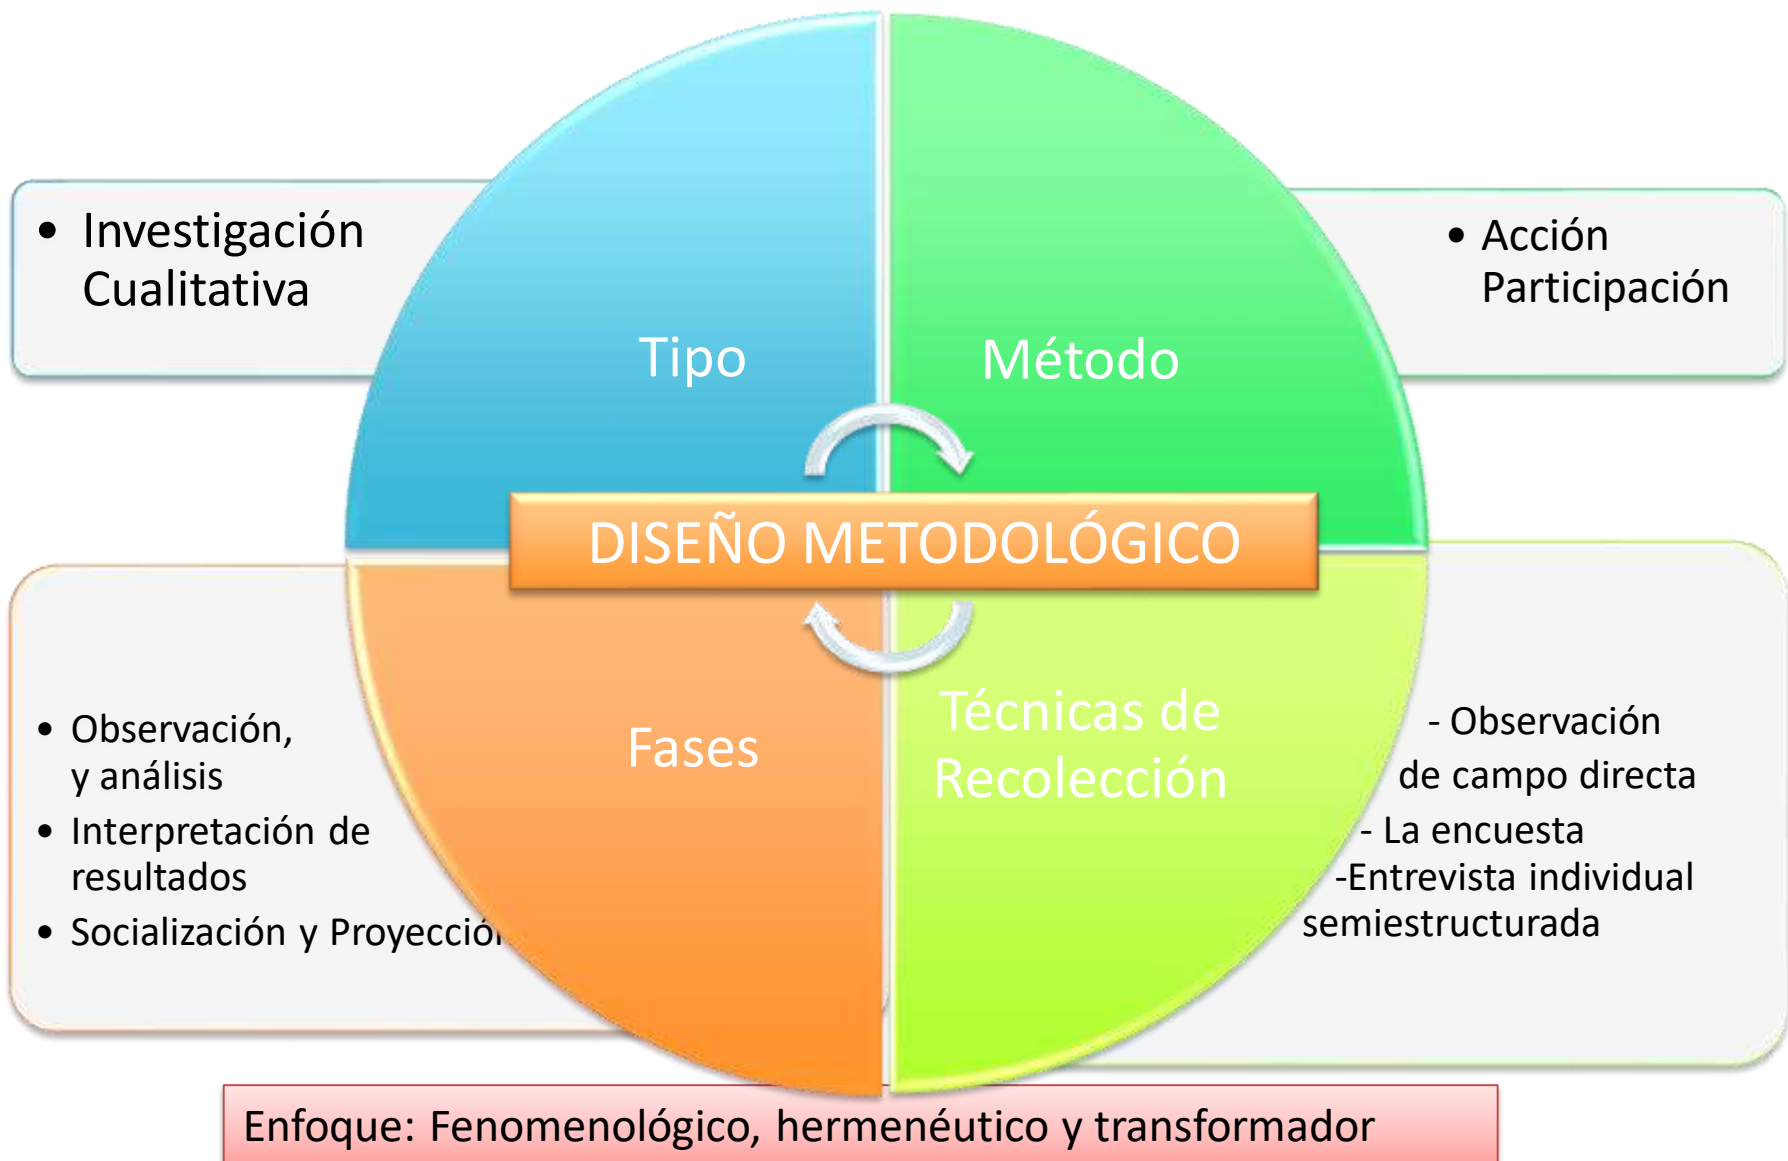 • Investigación
Cualitativa
Tipo
Método
• Acción
Participación
DISEÑO METODOLÓGICO
• Observación,
y análisis
• Interpretación de
resultados
• Socialización y Proyección
Fases
Técnicas de
Recolección
- Observación
de campo directa
- La encuesta
-Entrevista individual
semiestructurada
Enfoque: Fenomenológico, hermenéutico y transformador